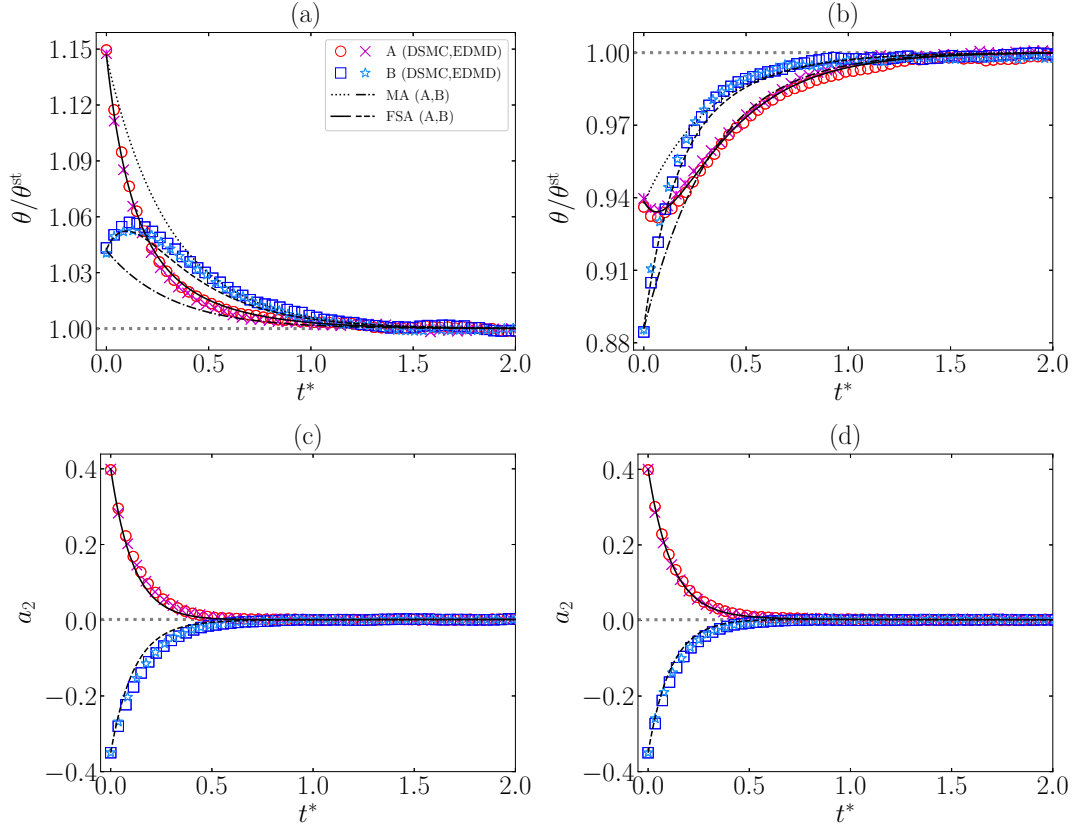 (a)
θ/θ^st
1.15
1.12
1.09
1.06
1.03
1.00
A (DSMC,EDMD)
B (DSMC,EDMD)
MA (A,B)
FSA (A,B)
0.0 0.5 1.0 1.5 2.0
t*
(b)
θ/θ^st
1.00
0.97
0.94
0.91
0.88
0.0 0.5 1.0 1.5 2.0
t*
(c)
a₂
0.4
0.2
0.0
−0.2
−0.4
0.0 0.5 1.0 1.5 2.0
t*
(d)
a₂
0.4
0.2
0.0
−0.2
−0.4
0.0 0.5 1.0 1.5 2.0
t*